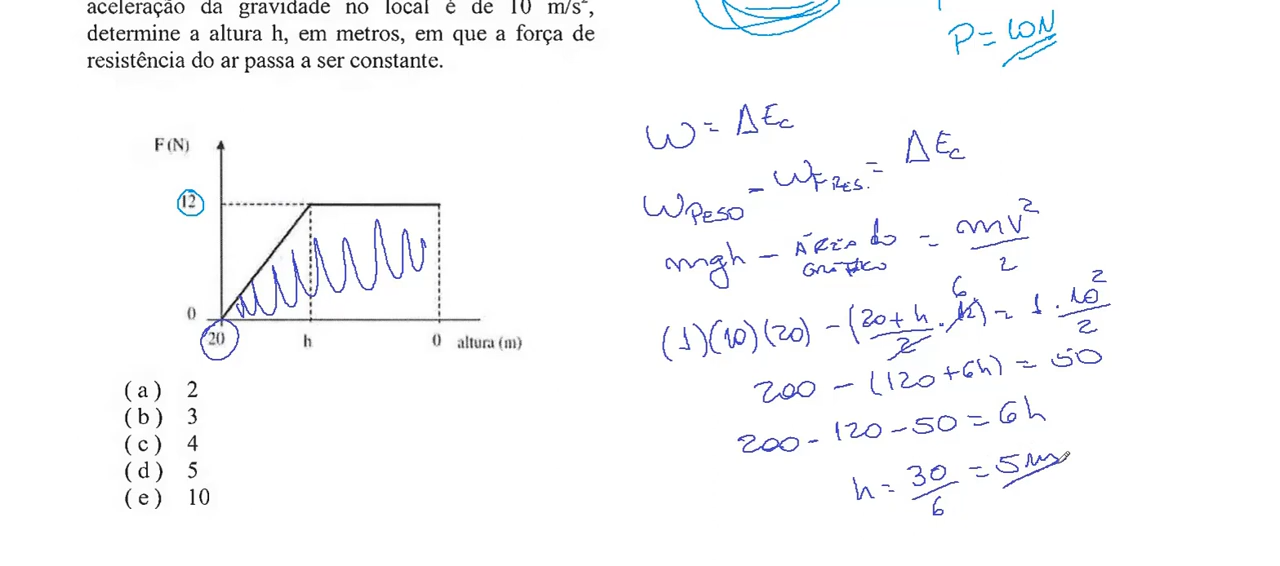 aceleração da gravidade no local é de 10 m/s²,
determine a altura h, em metros, em que a força de
resistência do ar passa a ser constante.
P = 10N
F (N)
12
0
20
h
0 altura (m)
(a) 2
(b) 3
(c) 4
(d) 5
(e) 10
W = ΔEc
WPESO - WFRES. = ΔEc
mgh - ÁREA do GRÁFICO = mv²/2
(1)(10)(20) - (20+h/2 · 12) 6 = 1 · 10²/2
200 - (120+6h) = 50
200 - 120 - 50 = 6h
h = 30/6 = 5m